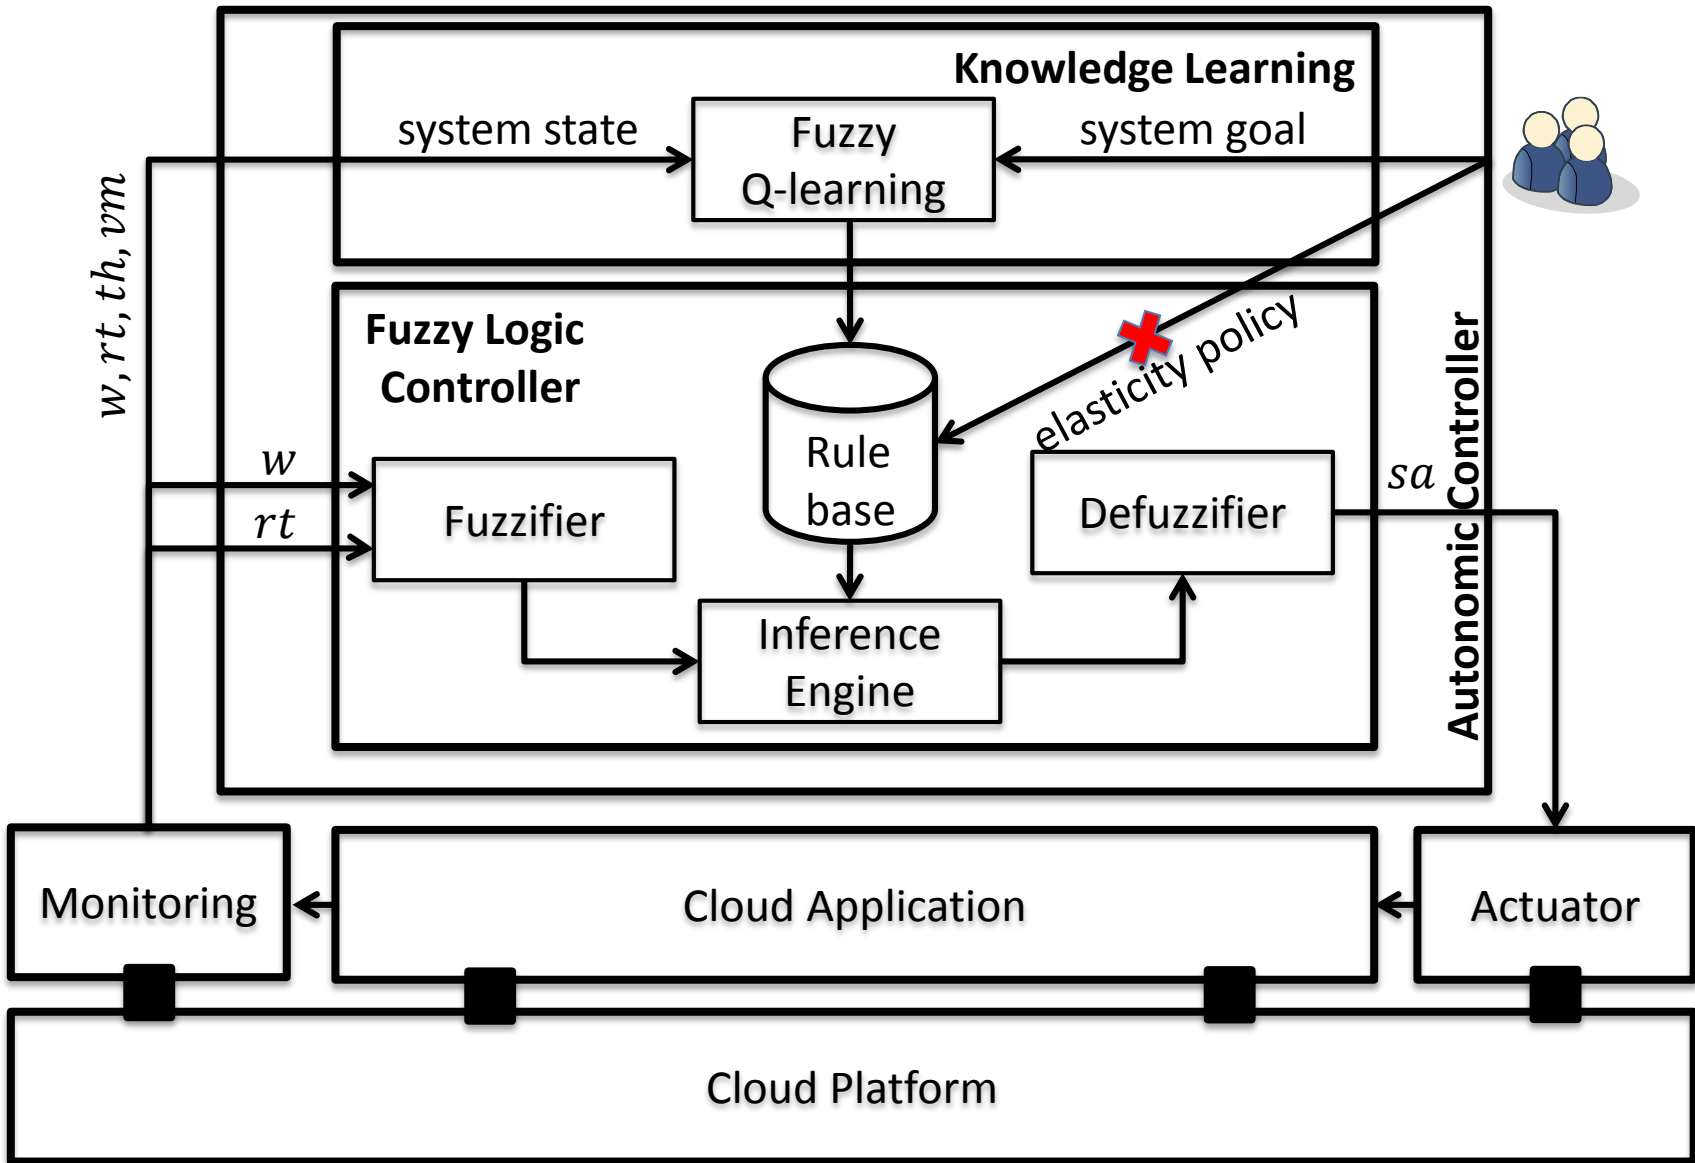 Knowledge Learning
system state
Fuzzy
Q-learning
system goal
w, rt, th, vm
Fuzzy Logic
Controller
elasticity policy
Rule
base
w
rt
Fuzzifier
Defuzzifier
sa
Autonomic Controller
Inference
Engine
Monitoring
Cloud Application
Actuator
Cloud Platform